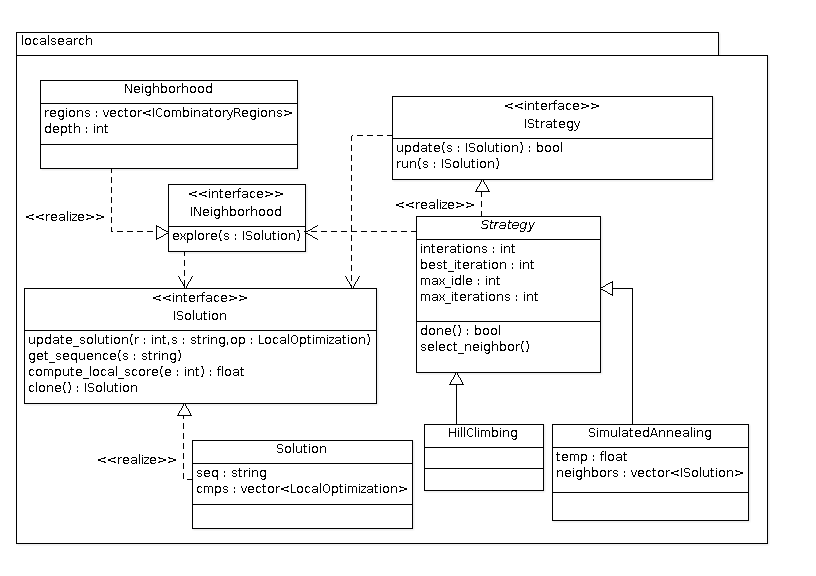 localsearch
Neighborhood
regions : vector<ICombinatoryRegions>
depth : int
<<interface>>
IStrategy
update(s : ISolution) : bool
run(s : ISolution)
<<realize>>
<<interface>>
INeighborhood
explore(s : ISolution)
<<realize>>
Strategy
interations : int
best_iteration : int
max_idle : int
max_iterations : int
done() : bool
select_neighbor()
<<interface>>
ISolution
update_solution(r : int,s : string,op : LocalOptimization)
get_sequence(s : string)
compute_local_score(e : int) : float
clone() : ISolution
<<realize>>
Solution
seq : string
cmps : vector<LocalOptimization>
HillClimbing
SimulatedAnnealing
temp : float
neighbors : vector<ISolution>